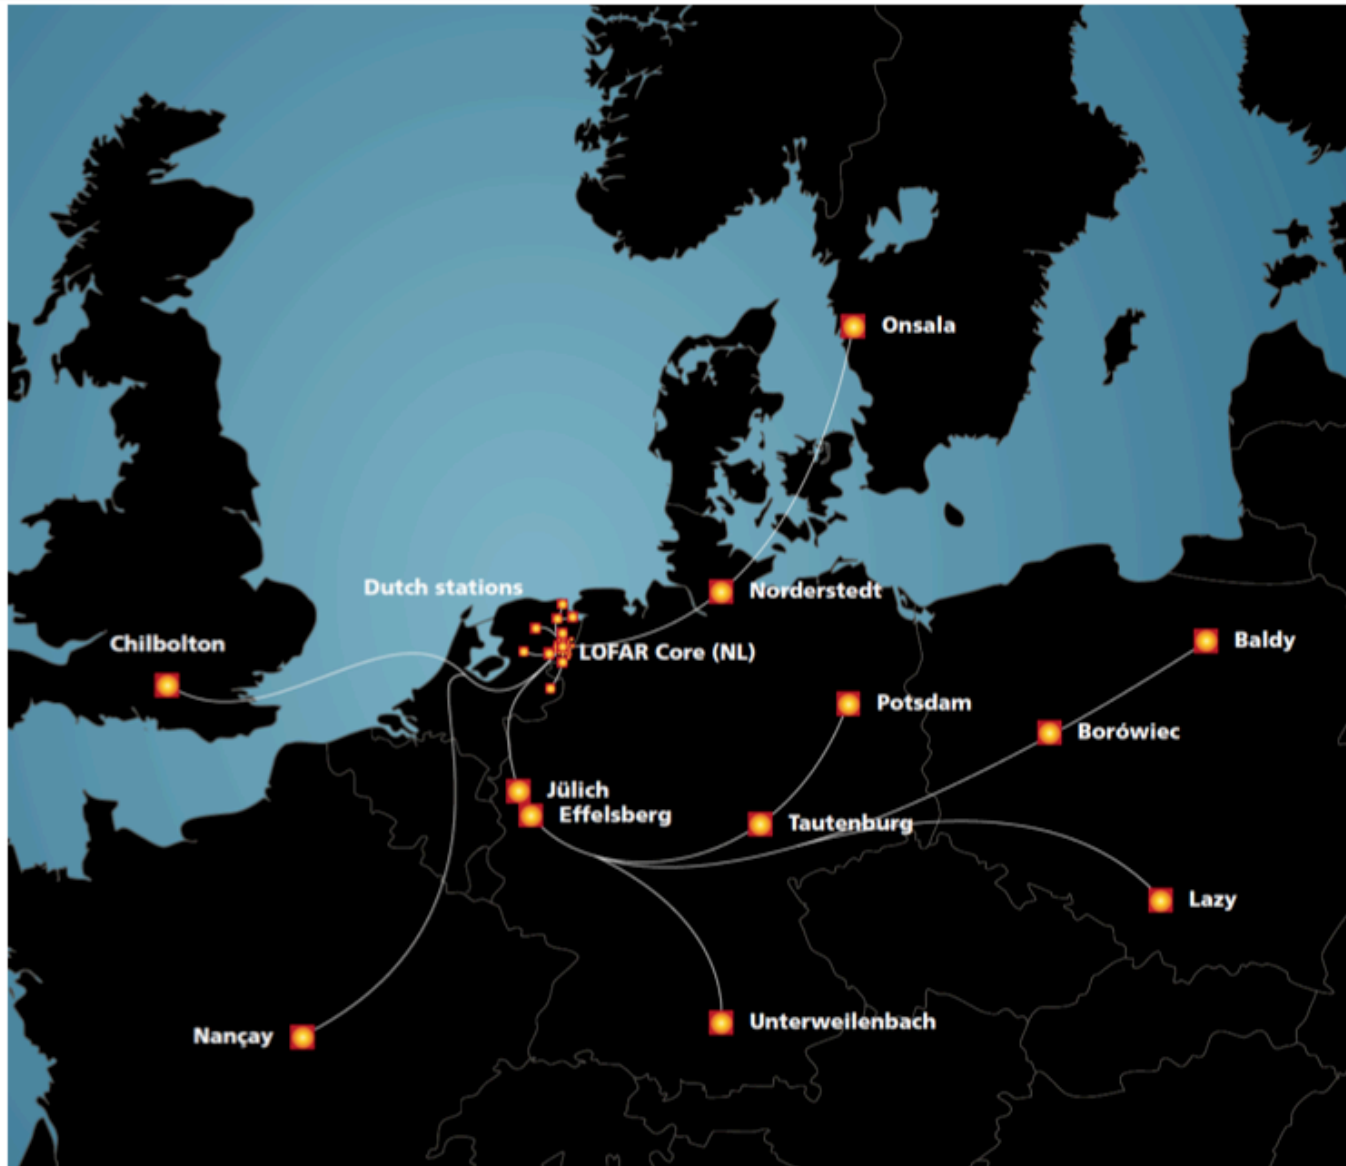 Onsala
Dutch stations
Norderstedt
Chilbolton
LOFAR Core (NL)
Baldy
Potsdam
Borówiec
Jülich
Effelsberg
Tautenburg
Lazy
Unterweilenbach
Nançay